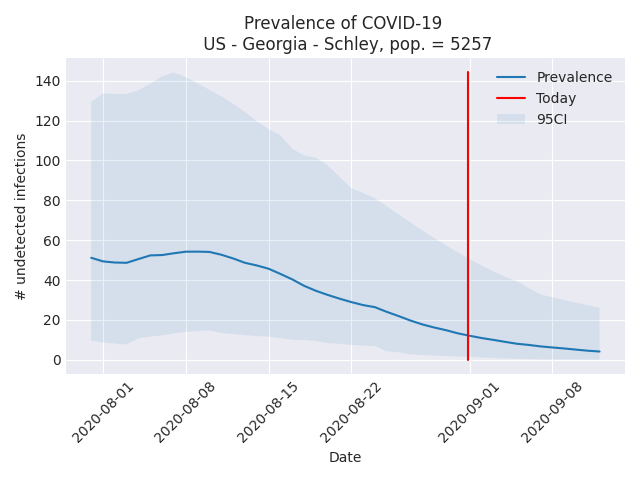 Prevalence of COVID-19
US - Georgia - Schley, pop. = 5257
Prevalence
Today
95CI
140
120
100
80
60
40
20
0
# undetected infections
2020-08-01
2020-08-08
2020-08-15
2020-08-22
2020-09-01
2020-09-08
Date